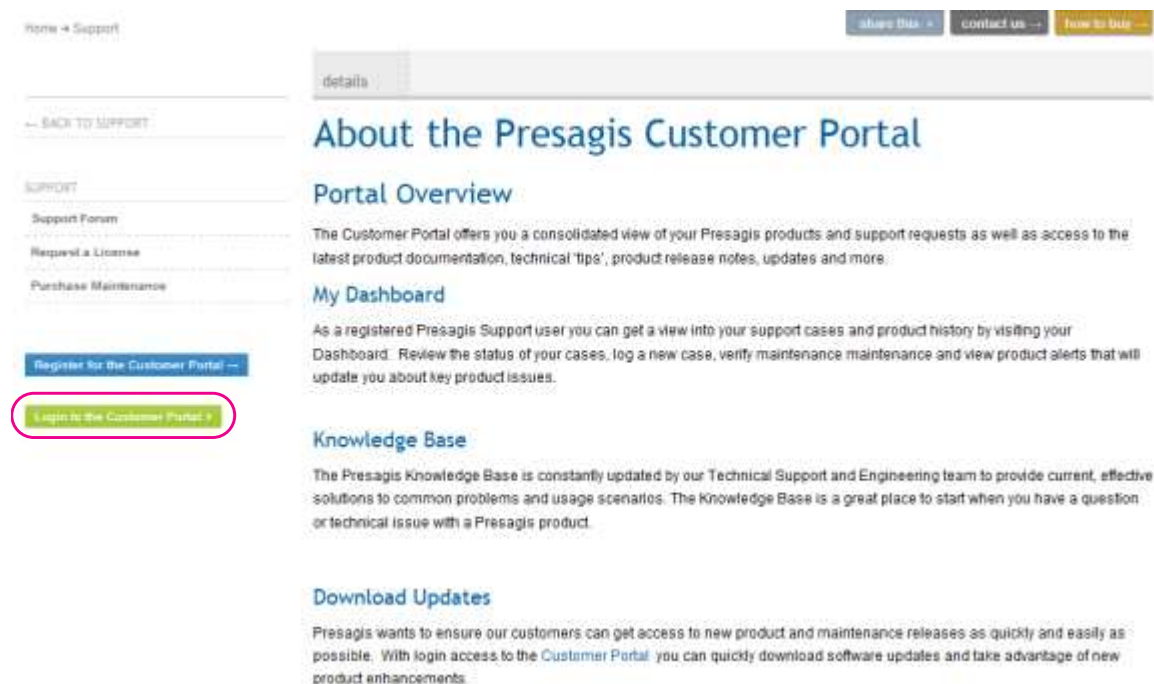 Home → Support
share this +
contact us →
how to buy →
details
← BACK TO SUPPORT
About the Presagis Customer Portal
SUPPORT
Support Forum
Request a License
Purchase Maintenance
Register for the Customer Portal →
Login to the Customer Portal
Portal Overview
The Customer Portal offers you a consolidated view of your Presagis products and support requests as well as access to the
latest product documentation, technical 'tips', product release notes, updates and more.
My Dashboard
As a registered Presagis Support user you can get a view into your support cases and product history by visiting your
Dashboard. Review the status of your cases, log a new case, verify maintenance maintenance and view product alerts that will
update you about key product issues.
Knowledge Base
The Presagis Knowledge Base is constantly updated by our Technical Support and Engineering team to provide current, effective
solutions to common problems and usage scenarios. The Knowledge Base is a great place to start when you have a question
or technical issue with a Presagis product.
Download Updates
Presagis wants to ensure our customers can get access to new product and maintenance releases as quickly and easily as
possible. With login access to the Customer Portal you can quickly download software updates and take advantage of new
product enhancements.